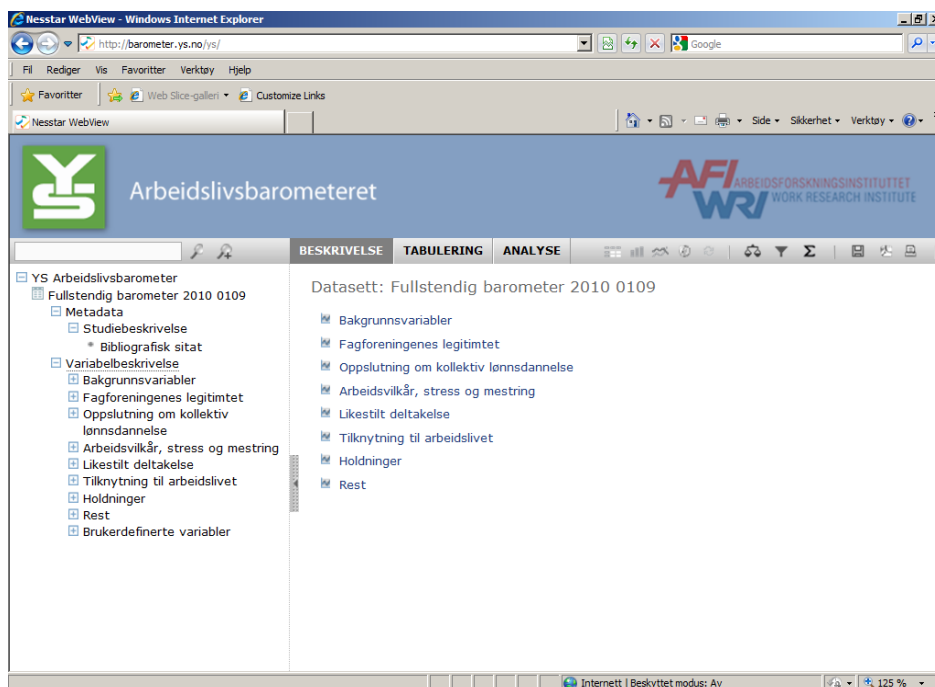 Nesstar WebView - Windows Internet Explorer
http://barometer.ys.no/ys/
Google
Fil Rediger Vis Favoritter Verktøy Hjelp
Favoritter Web Slice-galleri Customize Links
Nesstar WebView
Side Sikkerhet Verktøy
YS
Arbeidslivsbarometeret
AFI
WRI
ARBEIDSFORSKNINGSINSTITUTTET
WORK RESEARCH INSTITUTE
BESKRIVELSE TABULERING ANALYSE
YS Arbeidslivsbarometer
Fullstendig barometer 2010 0109
Metadata
Studiebeskrivelse
Bibliografisk sitat
Variabelbeskrivelse
Bakgrunnsvariabler
Fagforeningenes legitimtet
Oppslutning om kollektiv
lønnsdannelse
Arbeidsvilkår, stress og mestring
Likestilt deltakelse
Tilknytning til arbeidslivet
Holdninger
Rest
Brukerdefinerte variabler
Datasett: Fullstendig barometer 2010 0109
Bakgrunnsvariabler
Fagforeningenes legitimtet
Oppslutning om kollektiv lønnsdannelse
Arbeidsvilkår, stress og mestring
Likestilt deltakelse
Tilknytning til arbeidslivet
Holdninger
Rest
Internett | Beskyttet modus: Av
125 %